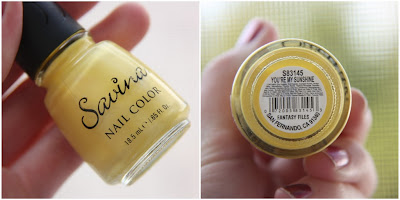 Savina
NAIL COLOR
18.5 mL e (.65 FL. OZ.)
S83145
YOU'RE MY SUNSHINE
FANTASY FILES
SAN FERNANDO, CA 91340